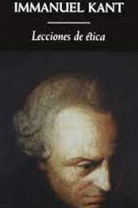 IMMANUEL KANT
Lecciones de ética